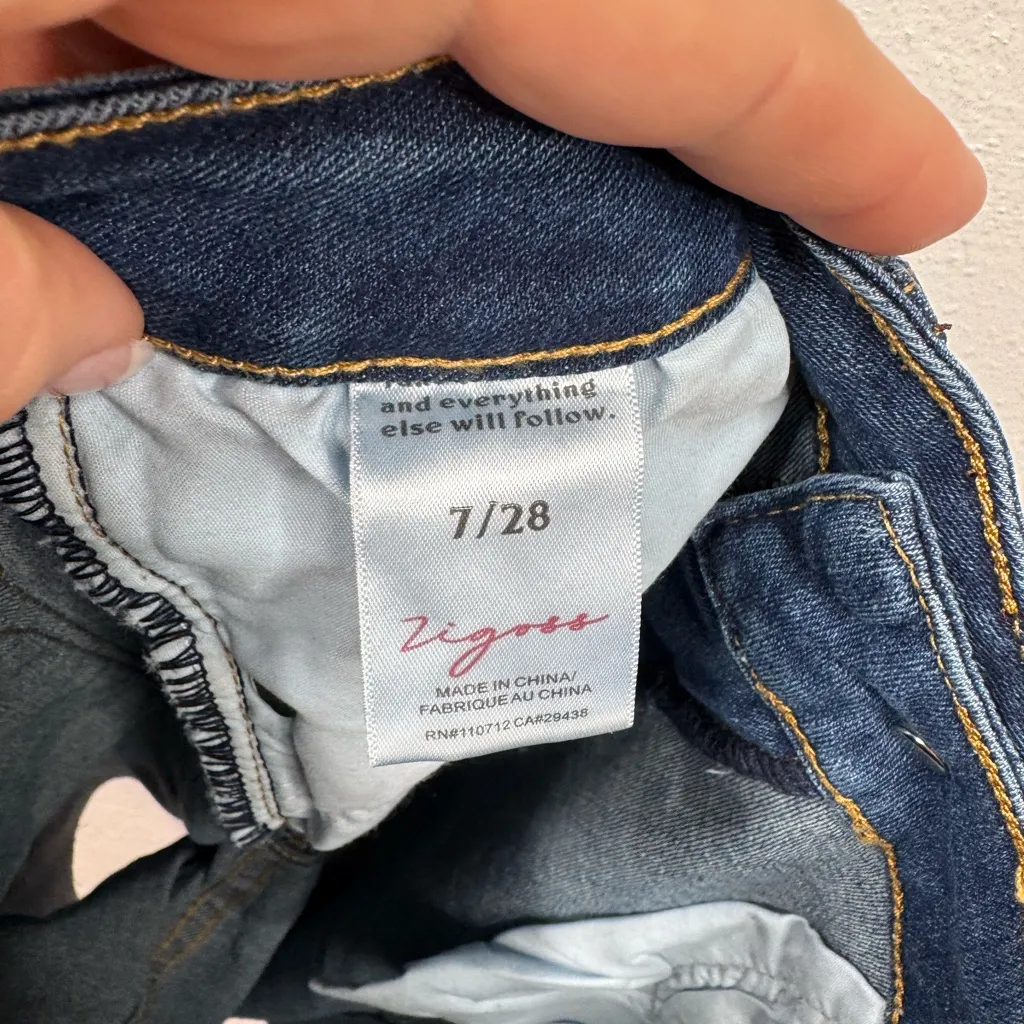 and everything
else will follow.
7/28
Zigoss
MADE IN CHINA/
FABRIQUE AU CHINA
RN#110712 CA#29438